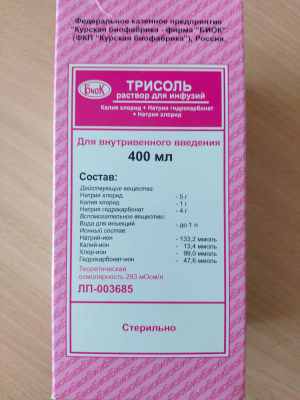 Федеральное казенное предприятие
"Курская биофабрика - фирма "БИОК"
(ФКП "Курская биофабрика"), Россия
БиоК
ТРИСОЛЬ
раствор для инфузий
Калия хлорид • Натрия гидрокарбонат
• Натрия хлорид
Для внутривенного введения
400 мл
Состав:
Действующие вещества:
Натрия хлорид - 5 г
Калия хлорид - 1 г
Натрия гидрокарбонат - 4 г
Вспомогательное вещество:
Вода для инъекций - до 1 л
Ионный состав:
Натрий-ион - 133,2 ммоль
Калий-ион - 13,4 ммоль
Хлор-ион - 99,0 ммоль
Гидрокарбонат-ион - 47,6 ммоль
Теоретическая
осмолярность 293 мОсм/л
ЛП-003685
Стерильно